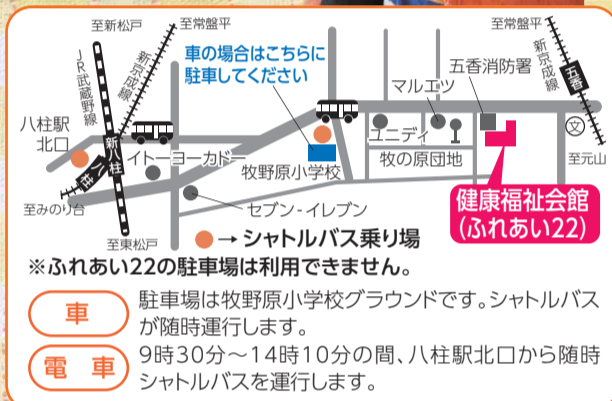 至新松戸
至常盤平
至常盤平
JR武蔵野線
新京成線
車の場合はこちらに
駐車してください
マルエツ
五香消防署
新京成線
五香
八柱駅
北口
新八柱
八柱
イトーヨーカドー
牧野原小学校
ユニディ
牧の原団地
文
至元山
至みのり台
至東松戸
セブン-イレブン
健康福祉会館
(ふれあい22)
→ シャトルバス乗り場
※ふれあい22の駐車場は利用できません。
車
駐車場は牧野原小学校グラウンドです。シャトルバス
が随時運行します。
電車
9時30分~14時10分の間、八柱駅北口から随時
シャトルバスを運行します。